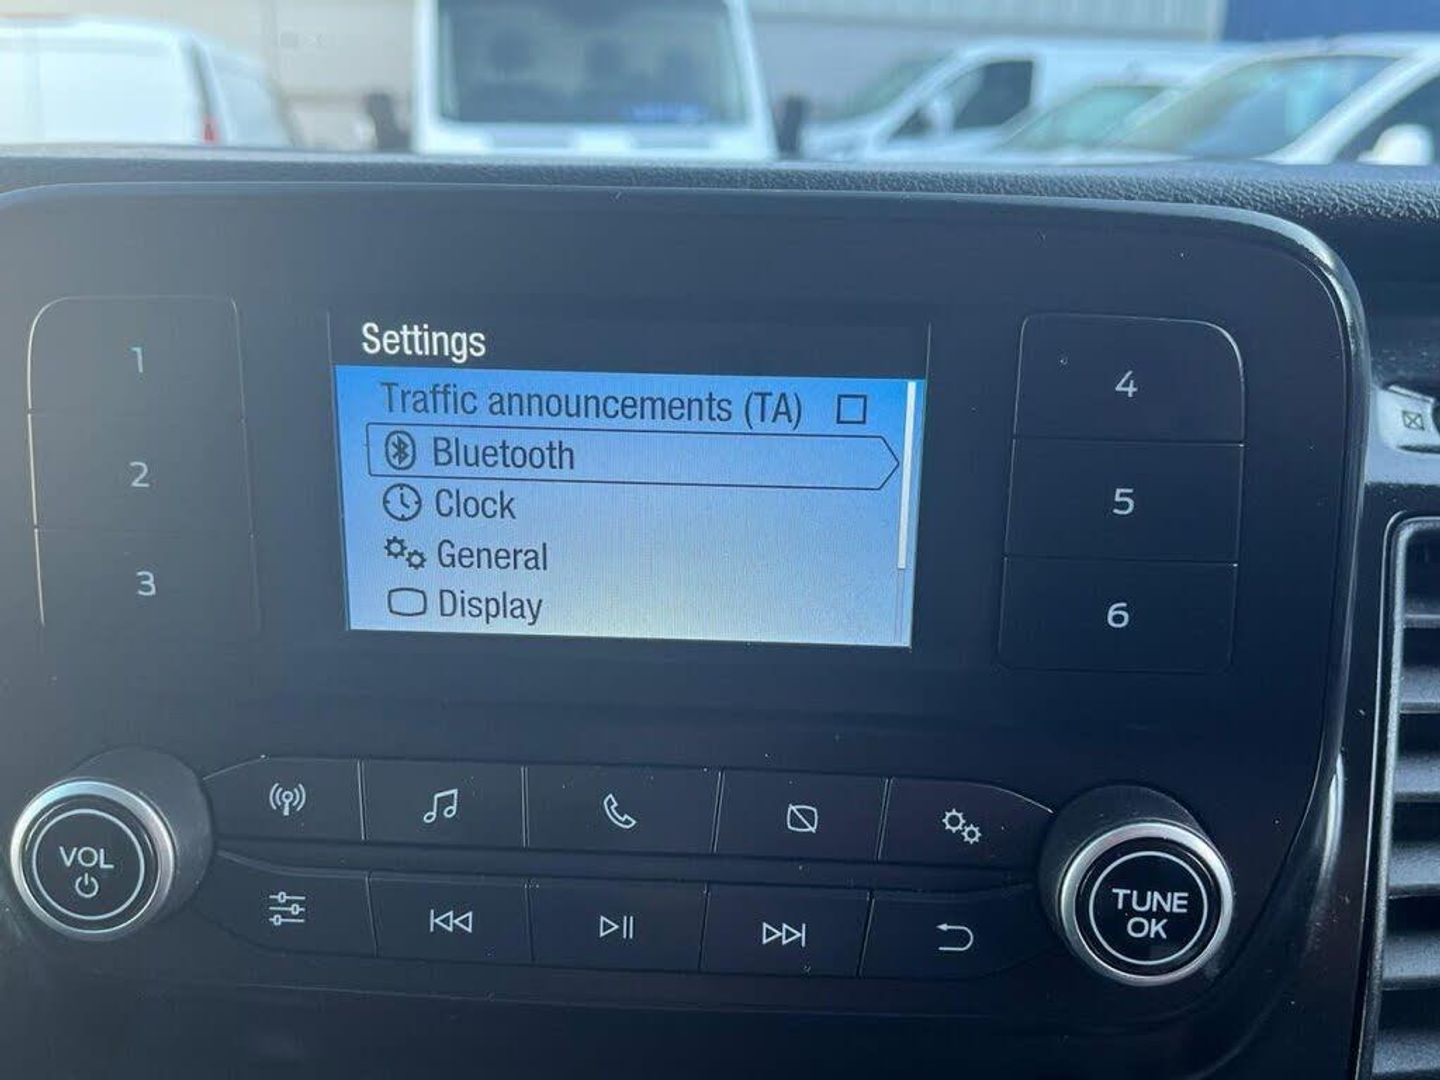 Settings
Traffic announcements (TA)
Bluetooth
Clock
General
Display
1
2
3
4
5
6
VOL
TUNE
OK